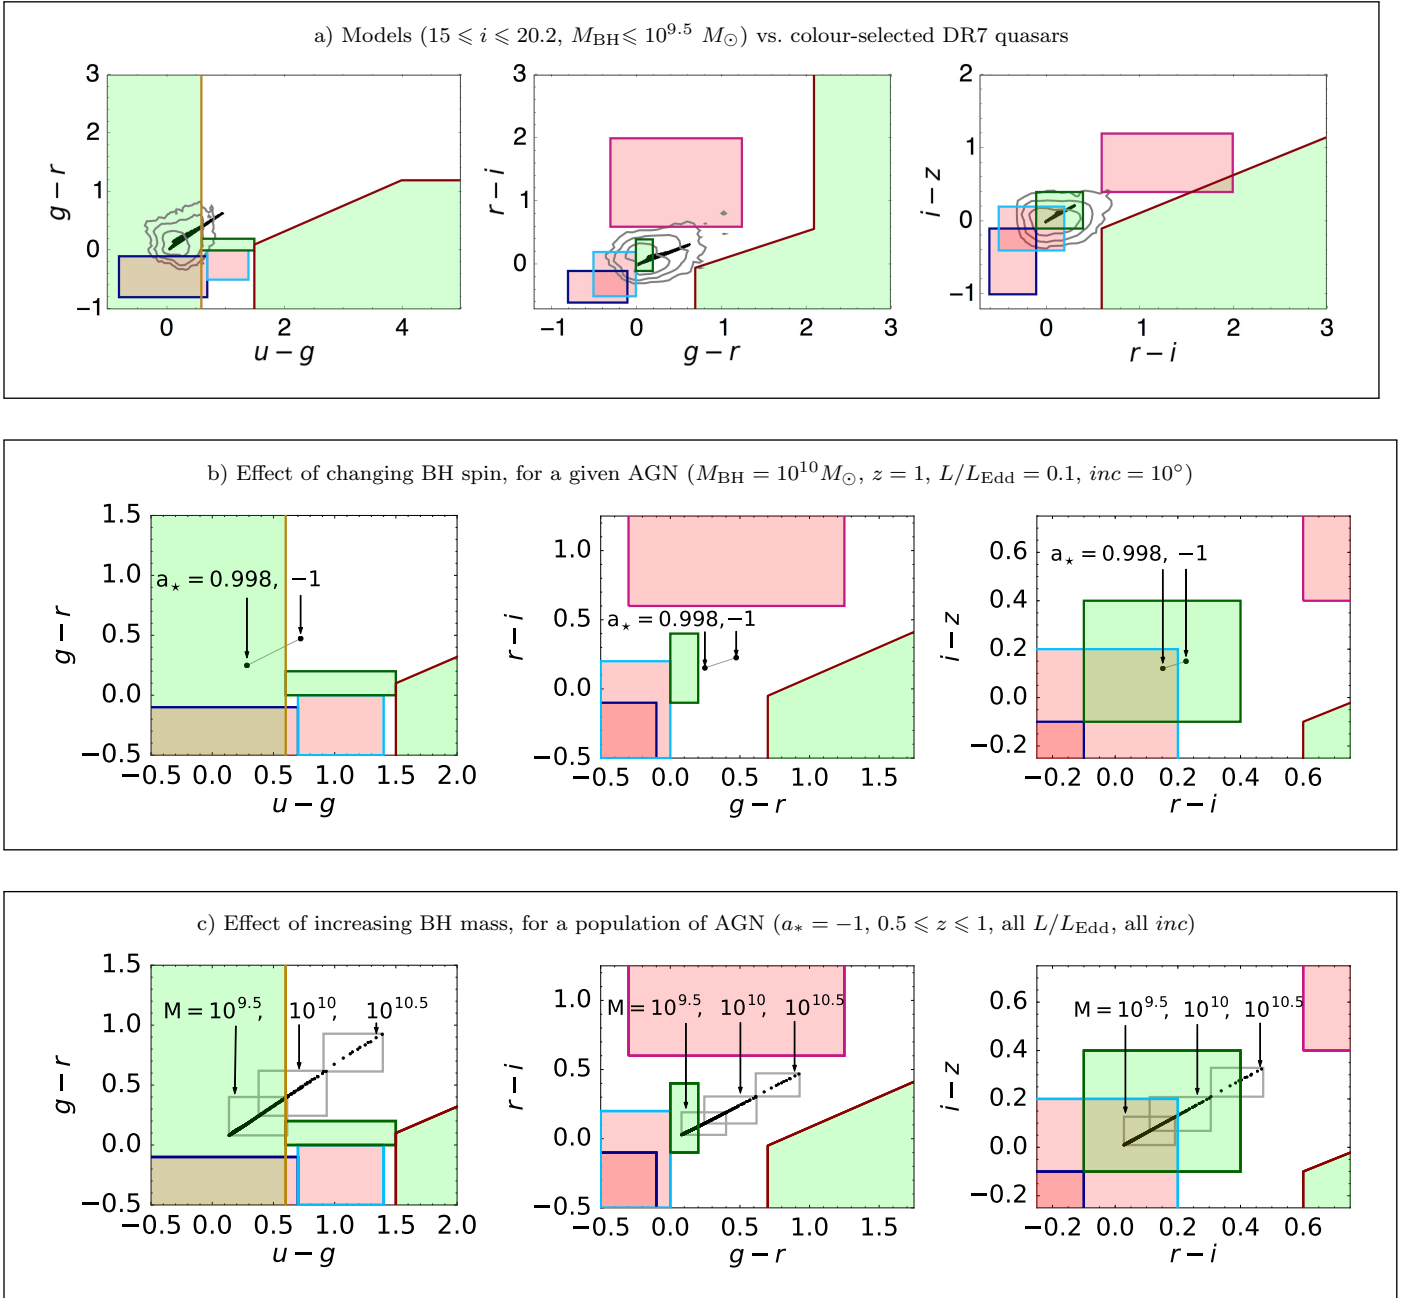 a) Models (15 ⩽ i ⩽ 20.2, M_BH ⩽ 10^9.5 M_⊙) vs. colour-selected DR7 quasars
3 3 2
2 2 1
1 1 0
0 0 −1
−1
g − r r − i i − z
0 2 4 −1 0 1 2 3 0 1 2 3
u − g g − r r − i
b) Effect of changing BH spin, for a given AGN (M_BH = 10^10 M_⊙, z = 1, L/L_Edd = 0.1, inc = 10°)
1.5 1.0 0.5 0.0 −0.5
g − r
a⋆ = 0.998, −1
−0.5 0.0 0.5 1.0 1.5 2.0
u − g
1.0 0.5 0.0 −0.5
r − i
a⋆ = 0.998, −1
−0.5 0.0 0.5 1.0 1.5
g − r
0.6 0.4 0.2 0.0 −0.2
i − z
a⋆ = 0.998, −1
−0.2 0.0 0.2 0.4 0.6
r − i
c) Effect of increasing BH mass, for a population of AGN (a∗ = −1, 0.5 ⩽ z ⩽ 1, all L/L_Edd, all inc)
1.5 1.0 0.5 0.0 −0.5
g − r
M = 10^9.5, 10^10, 10^10.5
−0.5 0.0 0.5 1.0 1.5 2.0
u − g
1.0 0.5 0.0 −0.5
r − i
M = 10^9.5, 10^10, 10^10.5
−0.5 0.0 0.5 1.0 1.5
g − r
0.6 0.4 0.2 0.0 −0.2
i − z
M = 10^9.5, 10^10, 10^10.5
−0.2 0.0 0.2 0.4 0.6
r − i